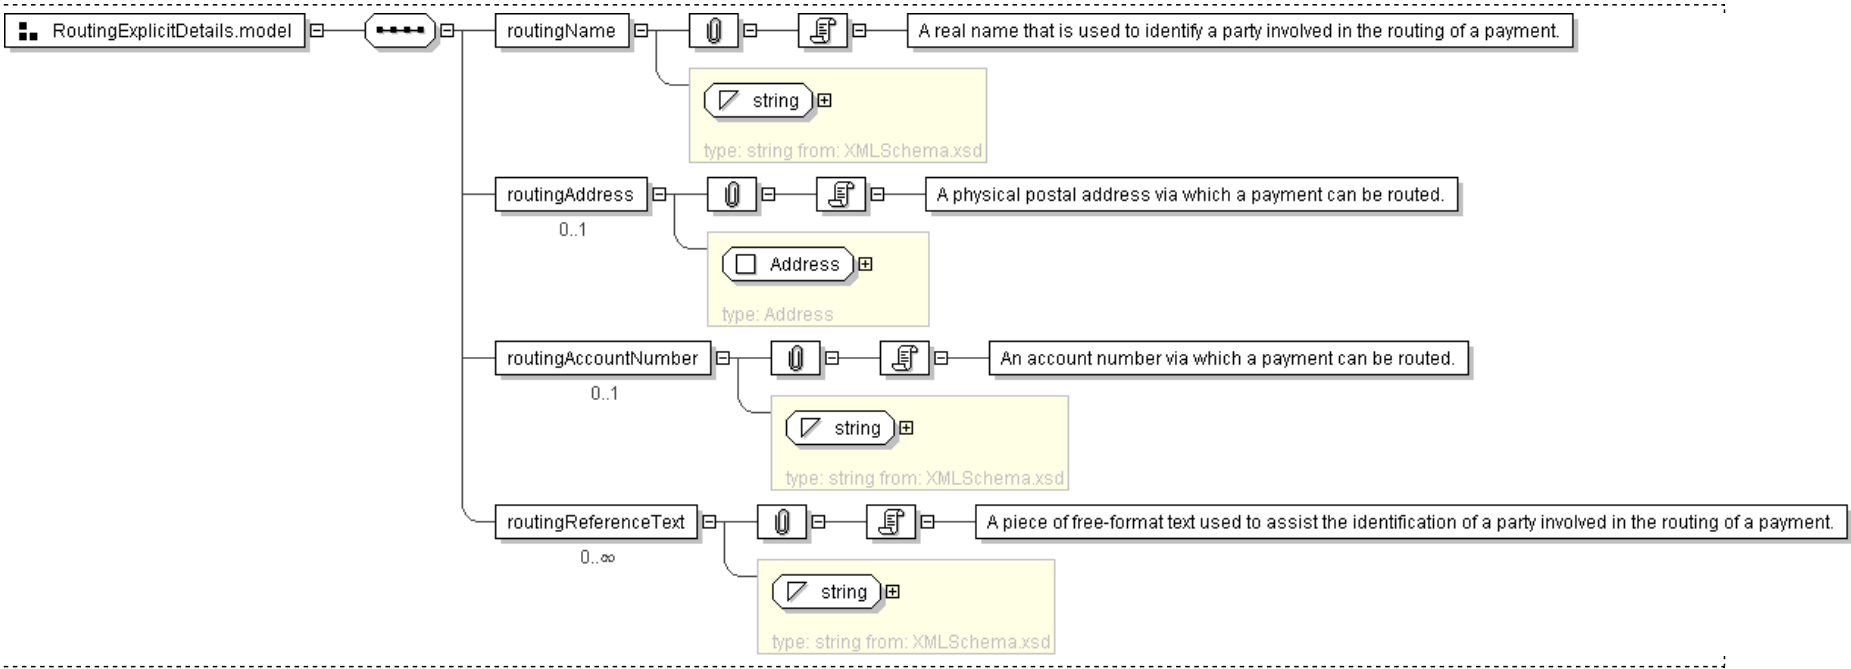 RoutingExplicitDetails.model
routingName
A real name that is used to identify a party involved in the routing of a payment.
string
type: string from: XMLSchema.xsd
routingAddress
A physical postal address via which a payment can be routed.
0..1
Address
type: Address
routingAccountNumber
An account number via which a payment can be routed.
0..1
string
type: string from: XMLSchema.xsd
routingReferenceText
A piece of free-format text used to assist the identification of a party involved in the routing of a payment.
0..∞
string
type: string from: XMLSchema.xsd